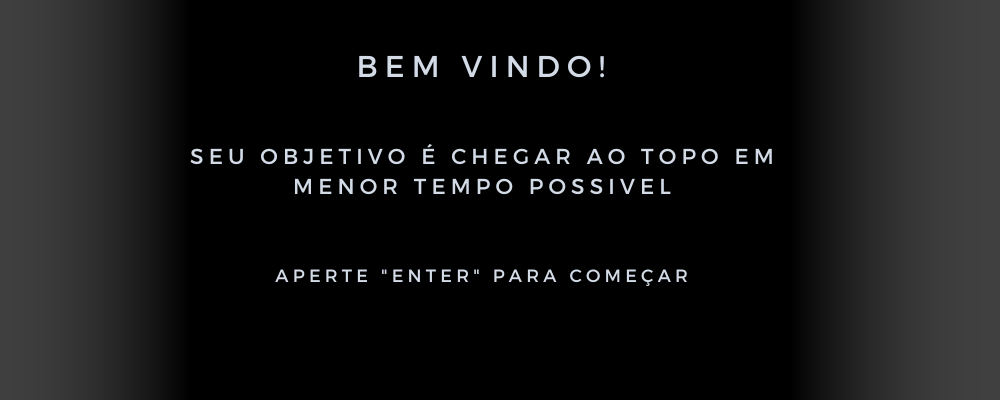 BEM VINDO!
SEU OBJETIVO É CHEGAR AO TOPO EM
MENOR TEMPO POSSIVEL
APERTE "ENTER" PARA COMEÇAR